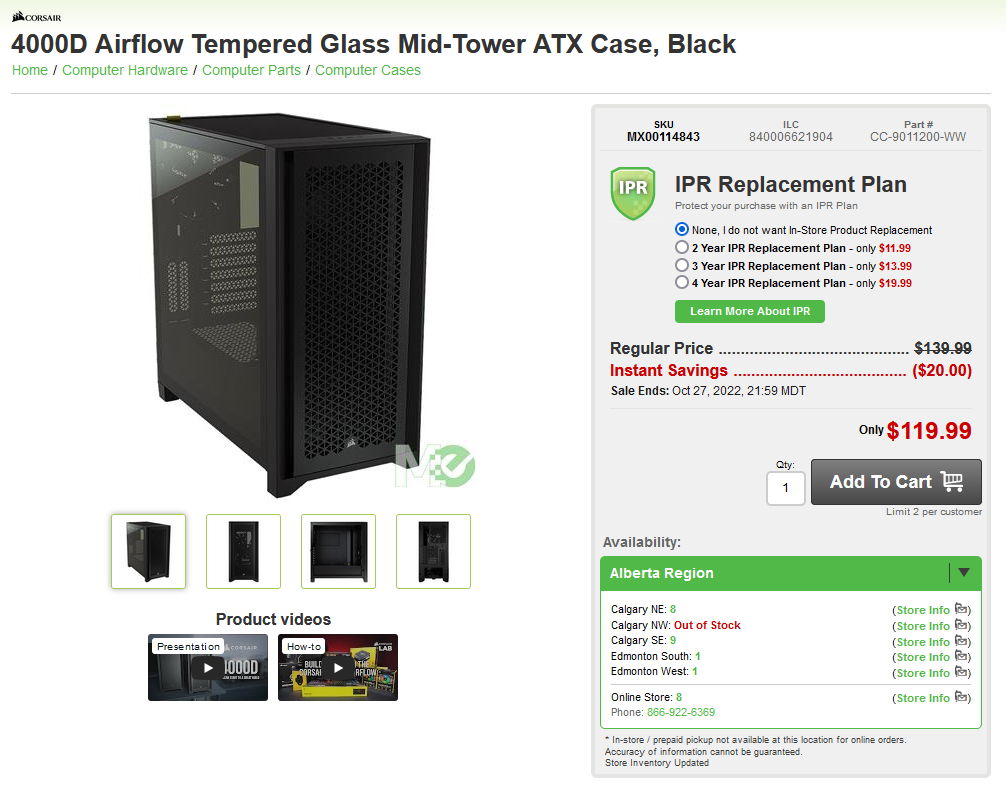 CORSAIR
4000D Airflow Tempered Glass Mid-Tower ATX Case, Black
Home / Computer Hardware / Computer Parts / Computer Cases
SKU
MX00114843
ILC
840006621904
Part #
CC-9011200-WW
IPR
IPR Replacement Plan
Protect your purchase with an IPR Plan
None, I do not want In-Store Product Replacement
2 Year IPR Replacement Plan - only $11.99
3 Year IPR Replacement Plan - only $13.99
4 Year IPR Replacement Plan - only $19.99
Learn More About IPR
Regular Price ........................................... $139.99
Instant Savings ....................................... ($20.00)
Sale Ends: Oct 27, 2022, 21:59 MDT
Only $119.99
Qty:
1
Add To Cart
Limit 2 per customer
Availability:
Alberta Region
Calgary NE: 8 (Store Info)
Calgary NW: Out of Stock (Store Info)
Calgary SE: 9 (Store Info)
Edmonton South: 1 (Store Info)
Edmonton West: 1 (Store Info)
Online Store: 8 (Store Info)
Phone: 866-922-6369
* In-store / prepaid pickup not available at this location for online orders.
Accuracy of information cannot be guaranteed.
Store Inventory Updated
Product videos
Presentation
CORSAIR
4000D
How-to
CORSAIR
LAB
BUILD THE
CORSAIR AIRFLOW